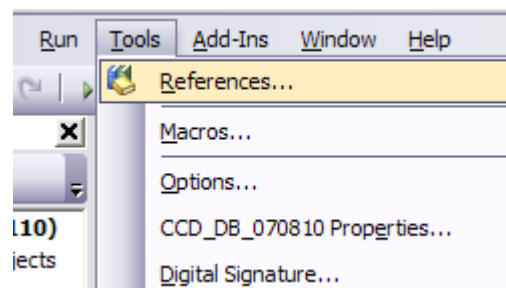 Run Tools Add-Ins Window Help
References...
Macros...
Options...
110)
CCD_DB_070810 Properties...
jects
Digital Signature...